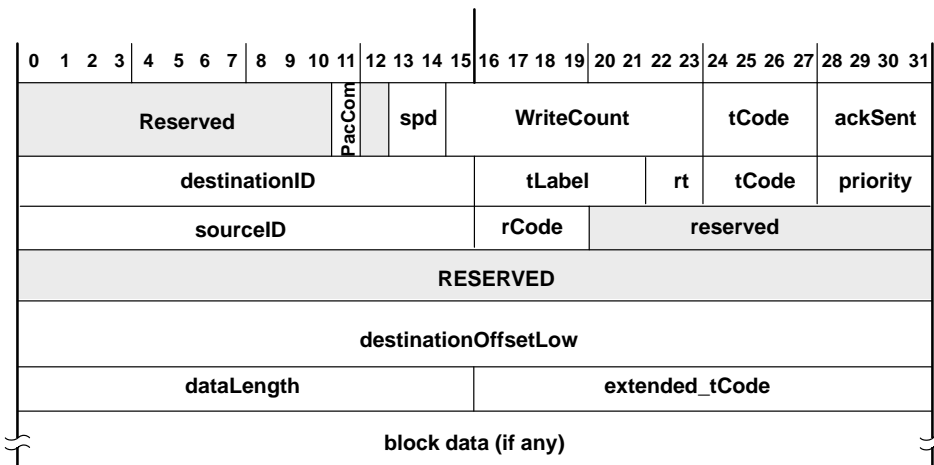 0 1 2 3 4 5 6 7 8 9 10 11 12 13 14 15 16 17 18 19 20 21 22 23 24 25 26 27 28 29 30 31
Reserved PacCom spd WriteCount tCode ackSent
destinationID tLabel rt tCode priority
sourceID rCode reserved
RESERVED
destinationOffsetLow
dataLength extended_tCode
block data (if any)